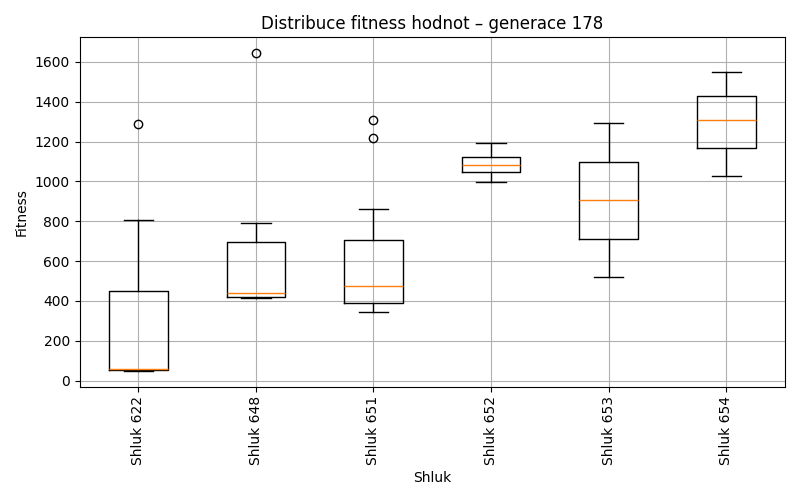 Distribuce fitness hodnot – generace 178
Fitness
1600
1400
1200
1000
800
600
400
200
0
Shluk 622
Shluk 648
Shluk 651
Shluk 652
Shluk 653
Shluk 654
Shluk